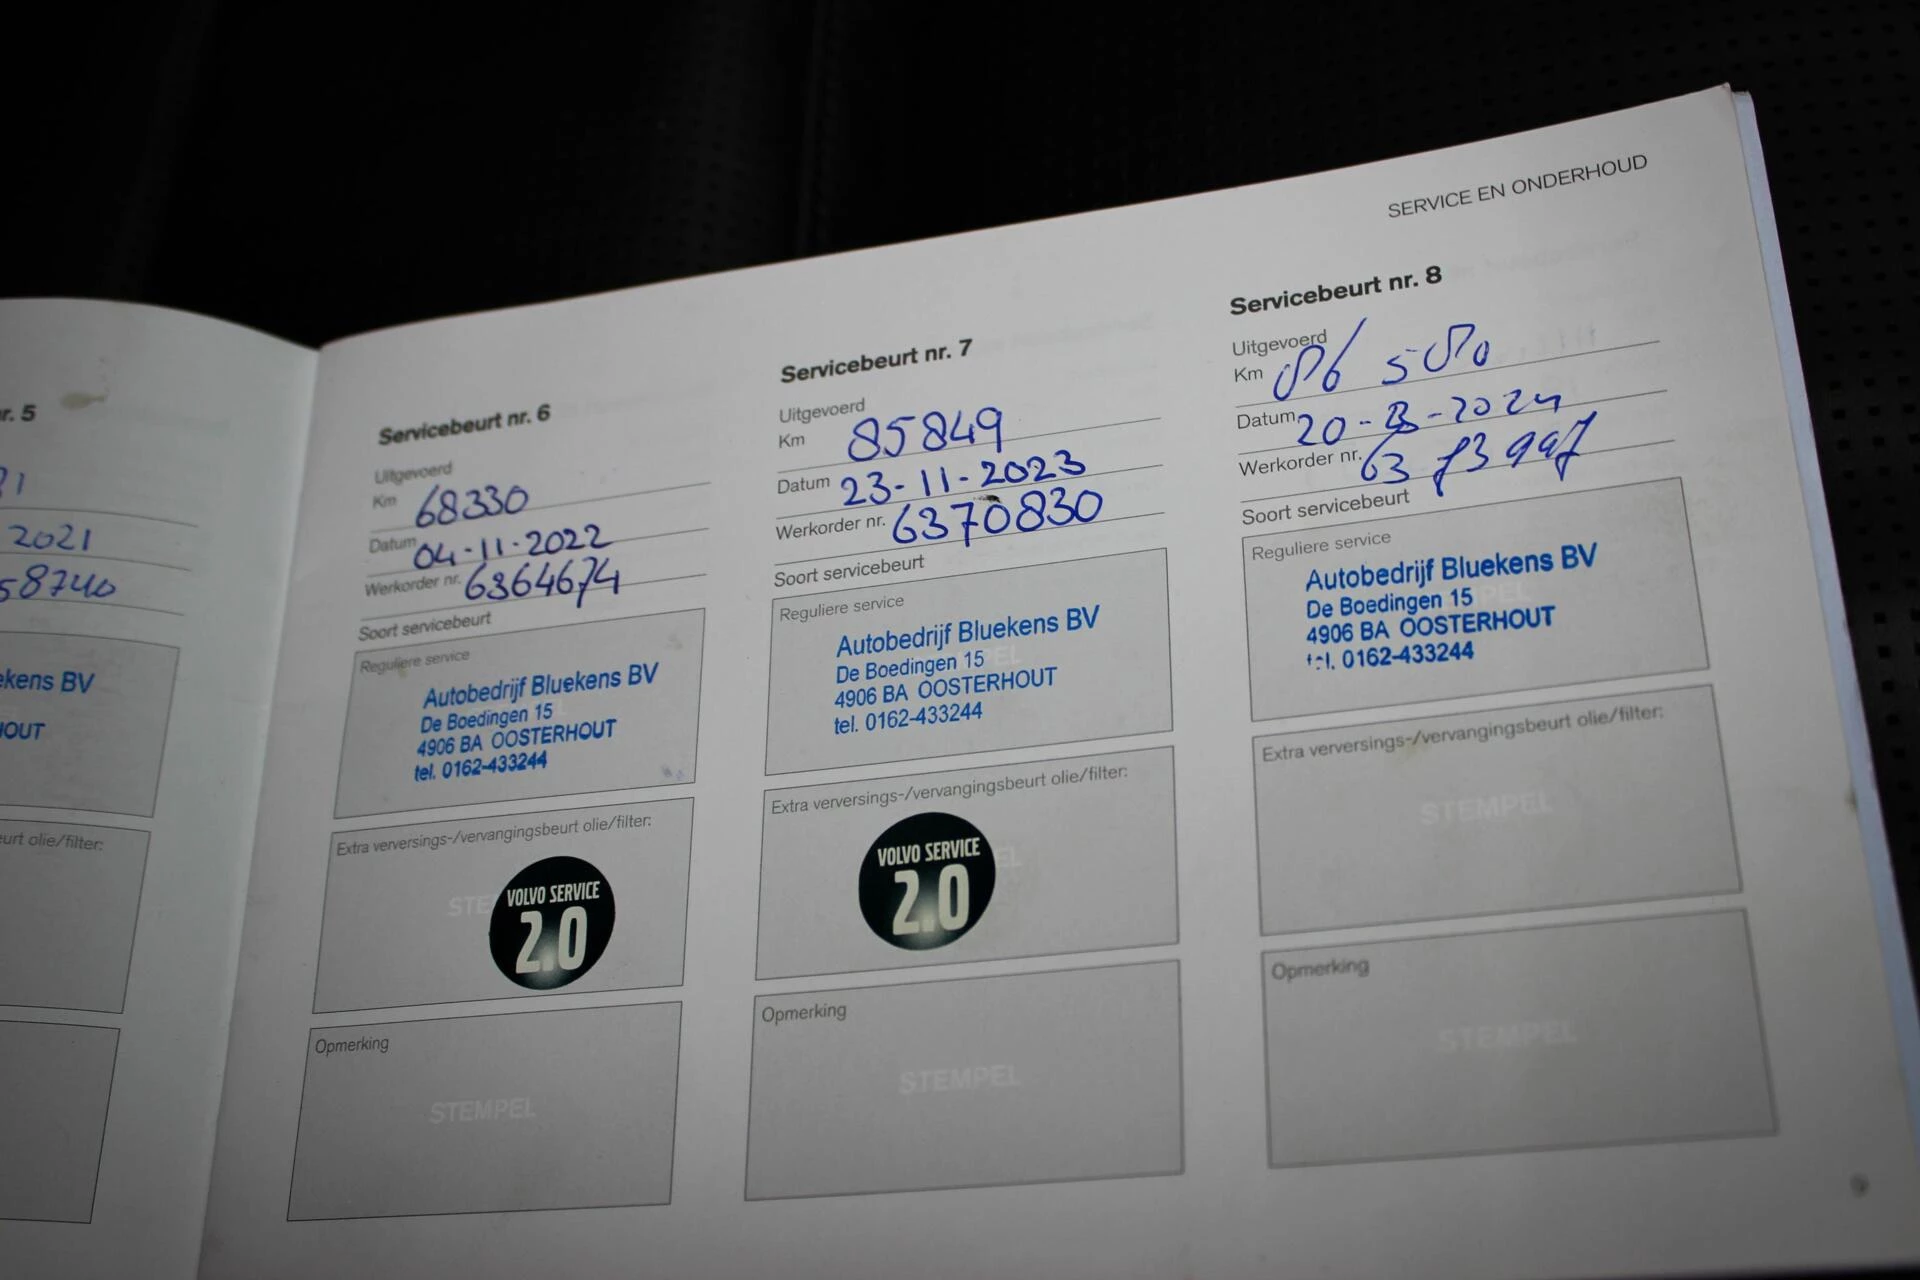 SERVICE EN ONDERHOUD
r. 5
2021
58740
ekens BV
HOUT
eurt olie/filter:
Servicebeurt nr. 6
Uitgevoerd
Km 68330
Datum 04-11-2022
Werkorder nr. 6364674
Soort servicebeurt
Reguliere service
Autobedrijf Bluekens BV
De Boedingen 15
4906 BA OOSTERHOUT
tel. 0162-433244
Extra verversings-/vervangingsbeurt olie/filter:
VOLVO SERVICE
2.0
Opmerking
STEMPEL
Servicebeurt nr. 7
Uitgevoerd
Km 85849
Datum 23-11-2023
Werkorder nr. 6370830
Soort servicebeurt
Reguliere service
Autobedrijf Bluekens BV
De Boedingen 15
4906 BA OOSTERHOUT
tel. 0162-433244
Extra verversings-/vervangingsbeurt olie/filter:
VOLVO SERVICE
2.0
Opmerking
STEMPEL
Servicebeurt nr. 8
Uitgevoerd
Km 86 580
Datum
Werkorder nr.
Soort servicebeurt
Reguliere service
Autobedrijf Bluekens BV
De Boedingen 15
4906 BA OOSTERHOUT
tel. 0162-433244
Extra verversings-/vervangingsbeurt olie/filter:
STEMPEL
Opmerking
STEMPEL